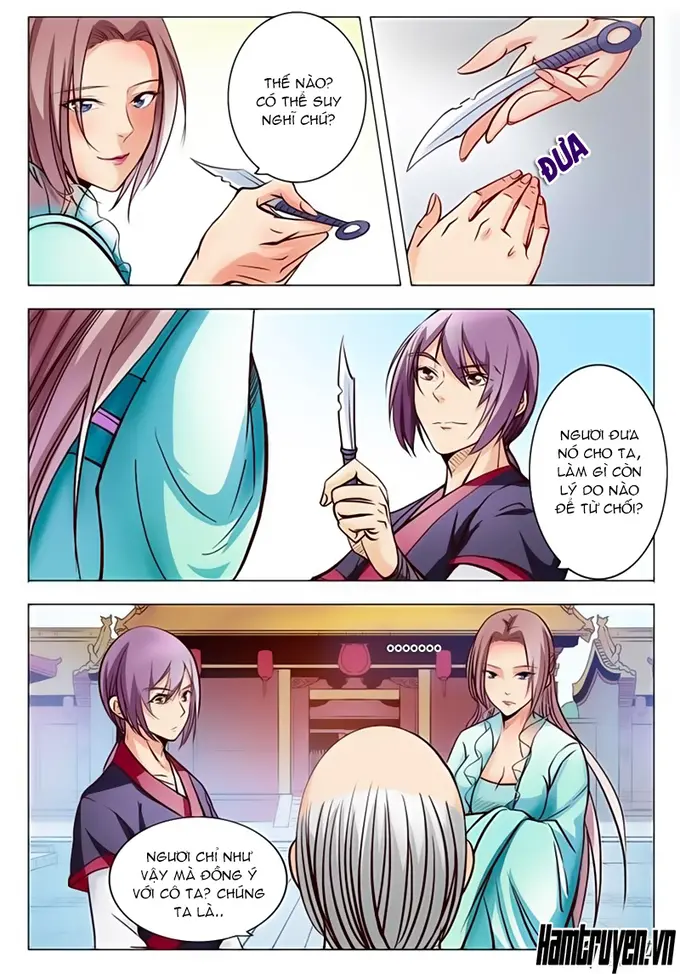 THẾ NÀO?
CÓ THỂ SUY
NGHĨ CHỨ?
ĐƯA
NGƯƠI ĐƯA
NÓ CHO TA,
LÀM GÌ CÒN
LÝ DO NÀO
ĐỂ TỪ CHỐI?
ooooooo
NGƯƠI CHỈ NHƯ
VẬY MÀ ĐỒNG Ý
VỚI CÔ TA? CHÚNG
TA LÀ..
Hamtruyen.vn